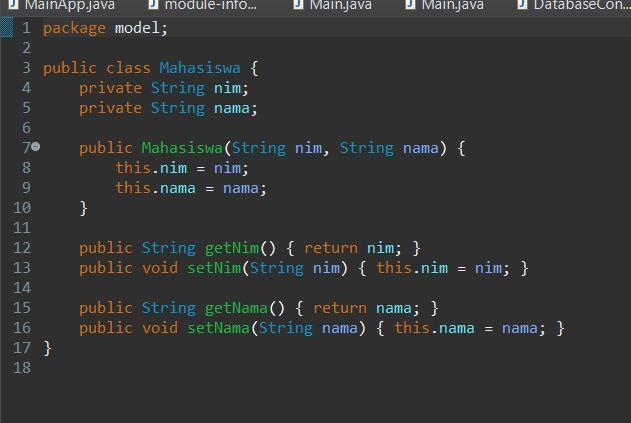 MainApp.java module-info... Main.java Main.java DatabaseCon...
1 package model;
2
3 public class Mahasiswa {
4     private String nim;
5     private String nama;
6
7     public Mahasiswa(String nim, String nama) {
8         this.nim = nim;
9         this.nama = nama;
10     }
11
12     public String getNim() { return nim; }
13     public void setNim(String nim) { this.nim = nim; }
14
15     public String getNama() { return nama; }
16     public void setNama(String nama) { this.nama = nama; }
17 }
18